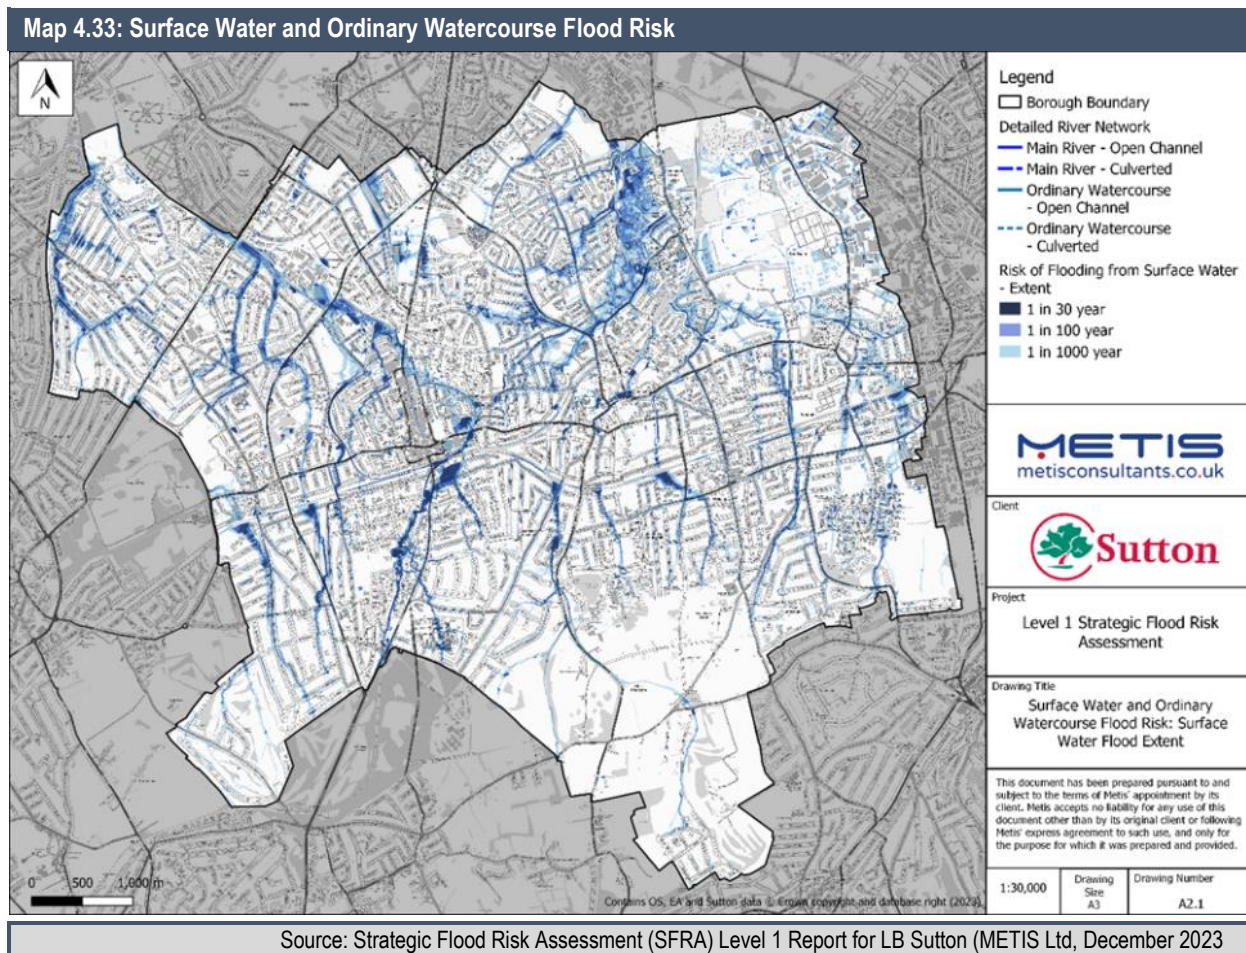 Map 4.33: Surface Water and Ordinary Watercourse Flood Risk
N
Legend
Borough Boundary
Detailed River Network
Main River - Open Channel
Main River - Culverted
Ordinary Watercourse
- Open Channel
Ordinary Watercourse
- Culverted
Risk of Flooding from Surface Water
- Extent
1 in 30 year
1 in 100 year
1 in 1000 year
METIS
metisconsultants.co.uk
Client
Sutton
Project
Level 1 Strategic Flood Risk
Assessment
Drawing Title
Surface Water and Ordinary
Watercourse Flood Risk: Surface
Water Flood Extent
This document has been prepared pursuant to and
subject to the terms of Metis' appointment by its
client. Metis accepts no liability for any use of this
document other than by its original client or following
Metis' express agreement to such use, and only for
the purpose for which it was prepared and provided.
1:30,000
Drawing
Size
A3
Drawing Number
A2.1
0 500 1,000 m
Contains OS, EA and Sutton data © Crown copyright and database right (2023)
Source: Strategic Flood Risk Assessment (SFRA) Level 1 Report for LB Sutton (METIS Ltd, December 2023